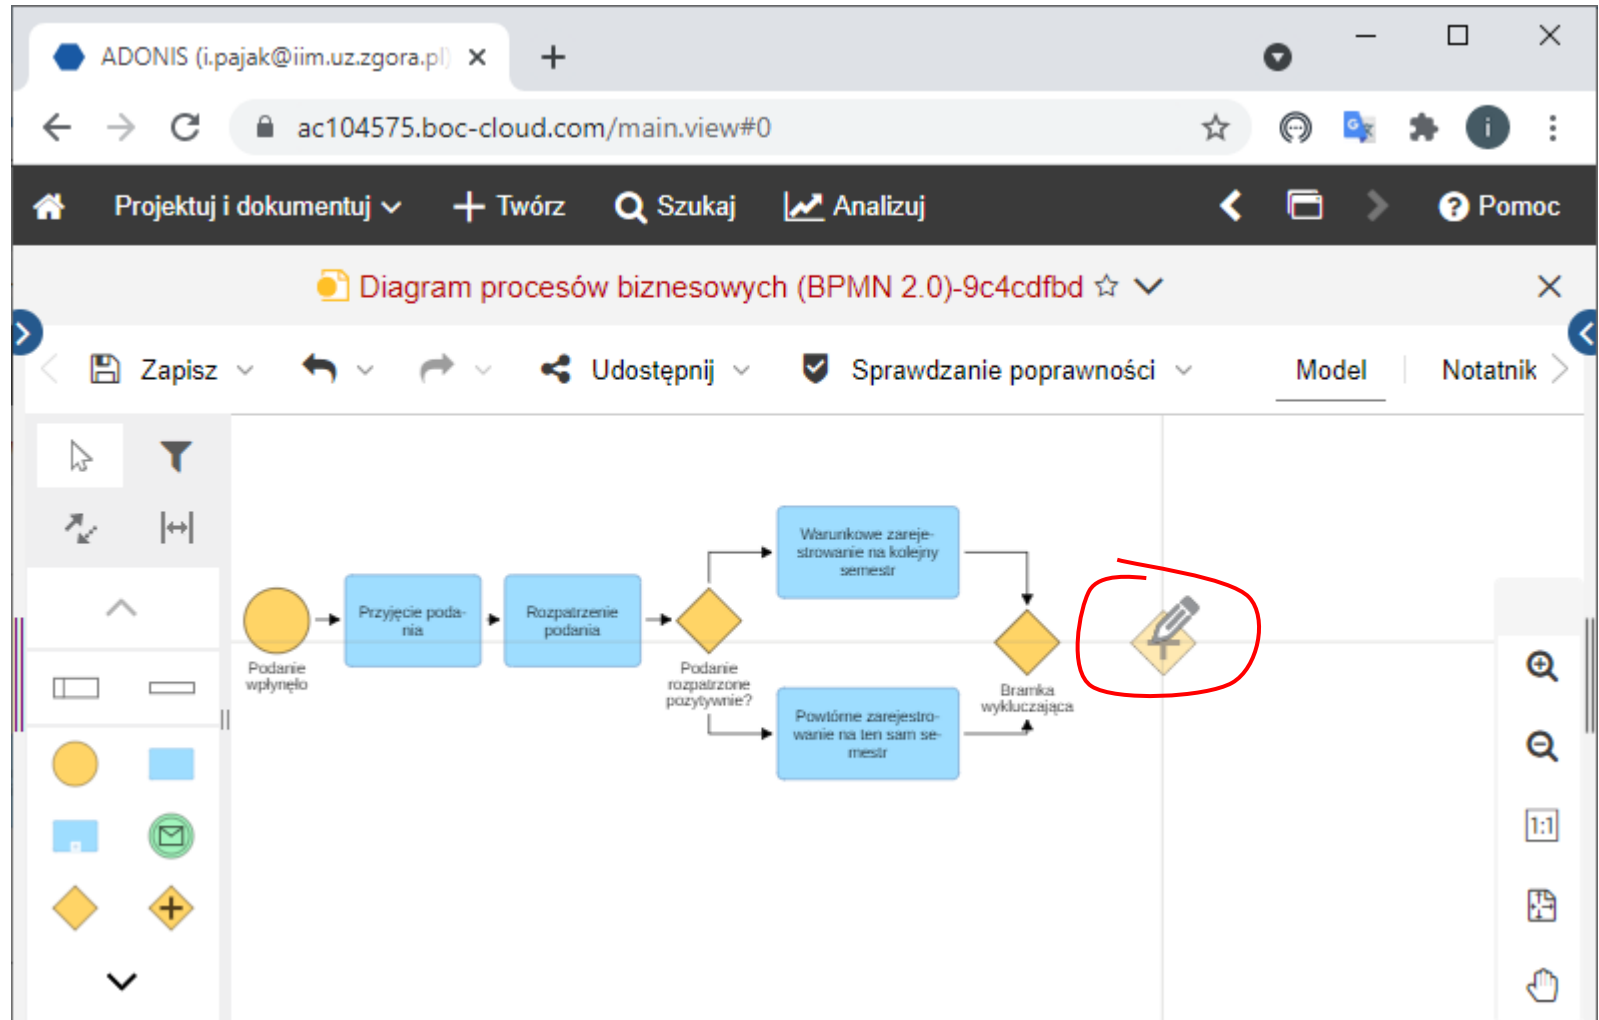 ADONIS (i.pajak@iim.uz.zgora.pl)
ac104575.boc-cloud.com/main.view#0
i
Projektuj i dokumentuj
Twórz
Szukaj
Analizuj
Pomoc
Diagram procesów biznesowych (BPMN 2.0)-9c4cdfbd
Zapisz
Udostępnij
Sprawdzanie poprawności
Model
Notatnik
Warunkowe zareje-
strowanie na kolejny
semestr
Przyjęcie poda-
nia
Rozpatrzenie
podania
Podanie
wpłynęło
Podanie
rozpatrzone
pozytywnie?
Bramka
wykluczająca
Powtórne zarejestro-
wanie na ten sam se-
mestr
1:1